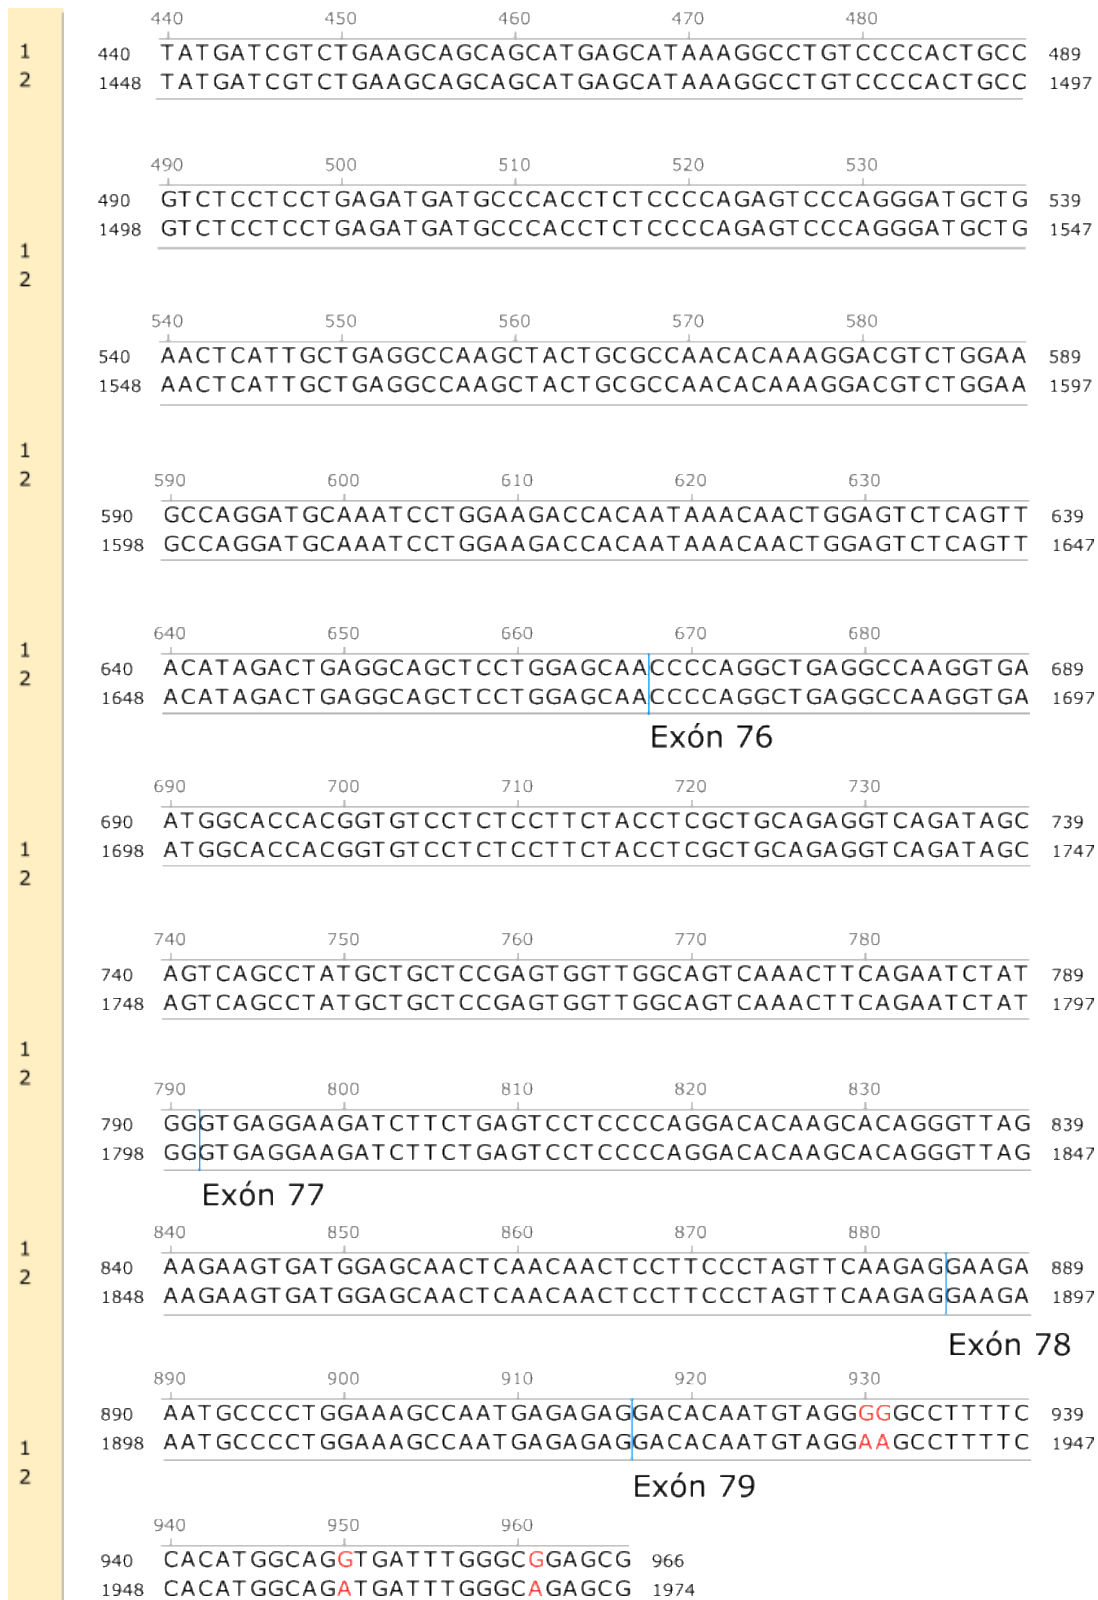 440 450 460 470 480
1 440 TATGATCGTCTGAAGCAGCAGCATGAGCATAAAGGCCTGTCCCCACTGCC 489
2 1448 TATGATCGTCTGAAGCAGCAGCATGAGCATAAAGGCCTGTCCCCACTGCC 1497
490 500 510 520 530
1 490 GTCTCCTCCTGAGATGATGCCCACCTCTCCCCAGAGTCCCAGGGATGCTG 539
2 1498 GTCTCCTCCTGAGATGATGCCCACCTCTCCCCAGAGTCCCAGGGATGCTG 1547
540 550 560 570 580
1 540 AACTCATTGCTGAGGCCAAGCTACTGCGCCAACACAAAGGACGTCTGGAA 589
2 1548 AACTCATTGCTGAGGCCAAGCTACTGCGCCAACACAAAGGACGTCTGGAA 1597
590 600 610 620 630
1 590 GCCAGGATGCAAATCCTGGAAGACCACAATAAACAACTGGAGTCTCAGTT 639
2 1598 GCCAGGATGCAAATCCTGGAAGACCACAATAAACAACTGGAGTCTCAGTT 1647
640 650 660 670 680
1 640 ACATAGACTGAGGCAGCTCCTGGAGCAACCCCAGGCTGAGGCCAAGGTGA 689
2 1648 ACATAGACTGAGGCAGCTCCTGGAGCAACCCCAGGCTGAGGCCAAGGTGA 1697
Exón 76
690 700 710 720 730
1 690 ATGGCACCACGGTGTCCTCTCCTTCTACCTCGCTGCAGAGGTCAGATAGC 739
2 1698 ATGGCACCACGGTGTCCTCTCCTTCTACCTCGCTGCAGAGGTCAGATAGC 1747
740 750 760 770 780
1 740 AGTCAGCCTATGCTGCTCCGAGTGGTTGGCAGTCAAACTTCAGAATCTAT 789
2 1748 AGTCAGCCTATGCTGCTCCGAGTGGTTGGCAGTCAAACTTCAGAATCTAT 1797
790 800 810 820 830
1 790 GGGTGAGGAAGATCTTCTGAGTCCTCCCCAGGACACAAGCACAGGGTTAG 839
2 1798 GGGTGAGGAAGATCTTCTGAGTCCTCCCCAGGACACAAGCACAGGGTTAG 1847
Exón 77
840 850 860 870 880
840 AAGAAGTGATGGAGCAACTCAACAACTCCTTCCCTAGTTCAAGAGGAAGA 889
1848 AAGAAGTGATGGAGCAACTCAACAACTCCTTCCCTAGTTCAAGAGGAAGA 1897
Exón 78
890 900 910 920 930
890 AATGCCCCTGGAAAGCCAATGAGAGAGGACACAATGTAGGGGGCCTTTTC 939
1898 AATGCCCCTGGAAAGCCAATGAGAGAGGACACAATGTAGGAAGCCTTTTC 1947
Exón 79
940 950 960
940 CACATGGCAGGTGATTTGGGCGGAGCG 966
1948 CACATGGCAGATGATTTGGGCAGAGCG 1974